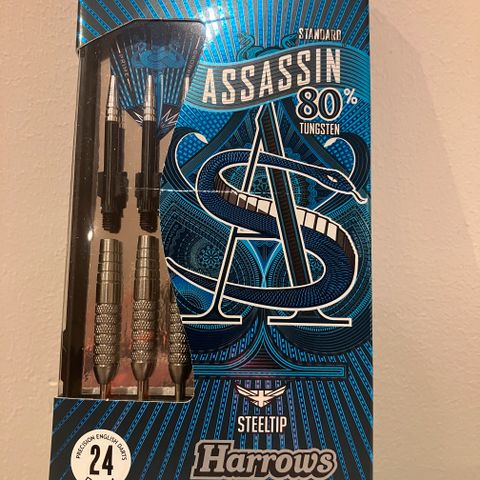 STANDARD
ASSASSIN
80%
TUNGSTEN
STEELTIP
PRECISION ENGLISH DARTS
24
Harrows